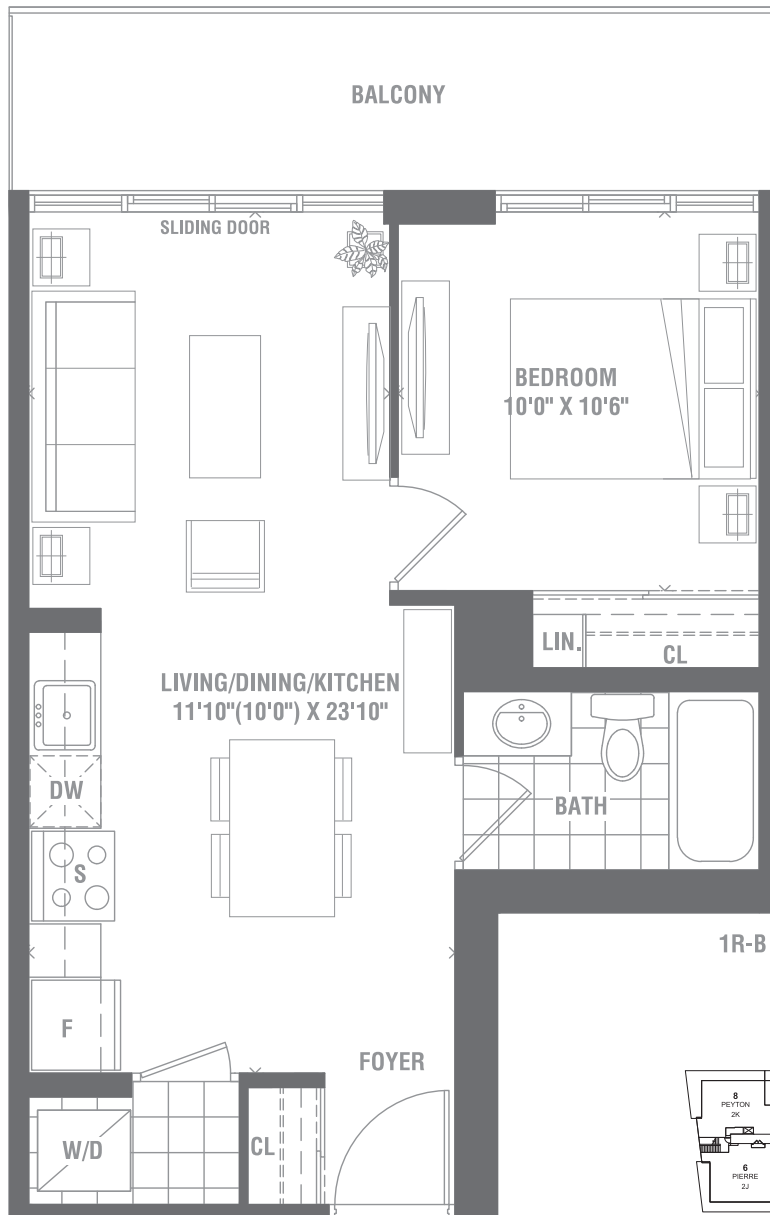 BALCONY
SLIDING DOOR
BEDROOM
10'0" X 10'6"
LIN.
CL
LIVING/DINING/KITCHEN
11'10"(10'0") X 23'10"
DW
BATH
S
1R-B
F
FOYER
W/D
CL
8
PEYTON
2K
6
PIERRE
2J